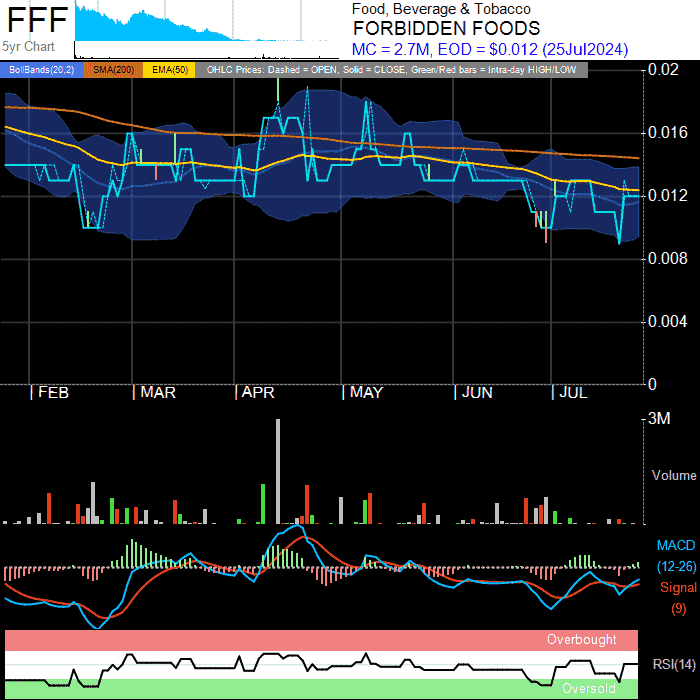 FFF
5yr Chart
Food, Beverage & Tobacco
FORBIDDEN FOODS
MC = 2.7M, EOD = $0.012 (25Jul2024)
BollBands(20,2) SMA(200) EMA(50) OHLC Prices: Dashed = OPEN, Solid = CLOSE, Green/Red bars = Intra-day HIGH/LOW
0.02
0.016
0.012
0.008
0.004
0
| FEB | MAR | APR | MAY | JUN | JUL
3M
Volume
MACD
(12-26)
Signal
(9)
Overbought
RSI(14)
Oversold